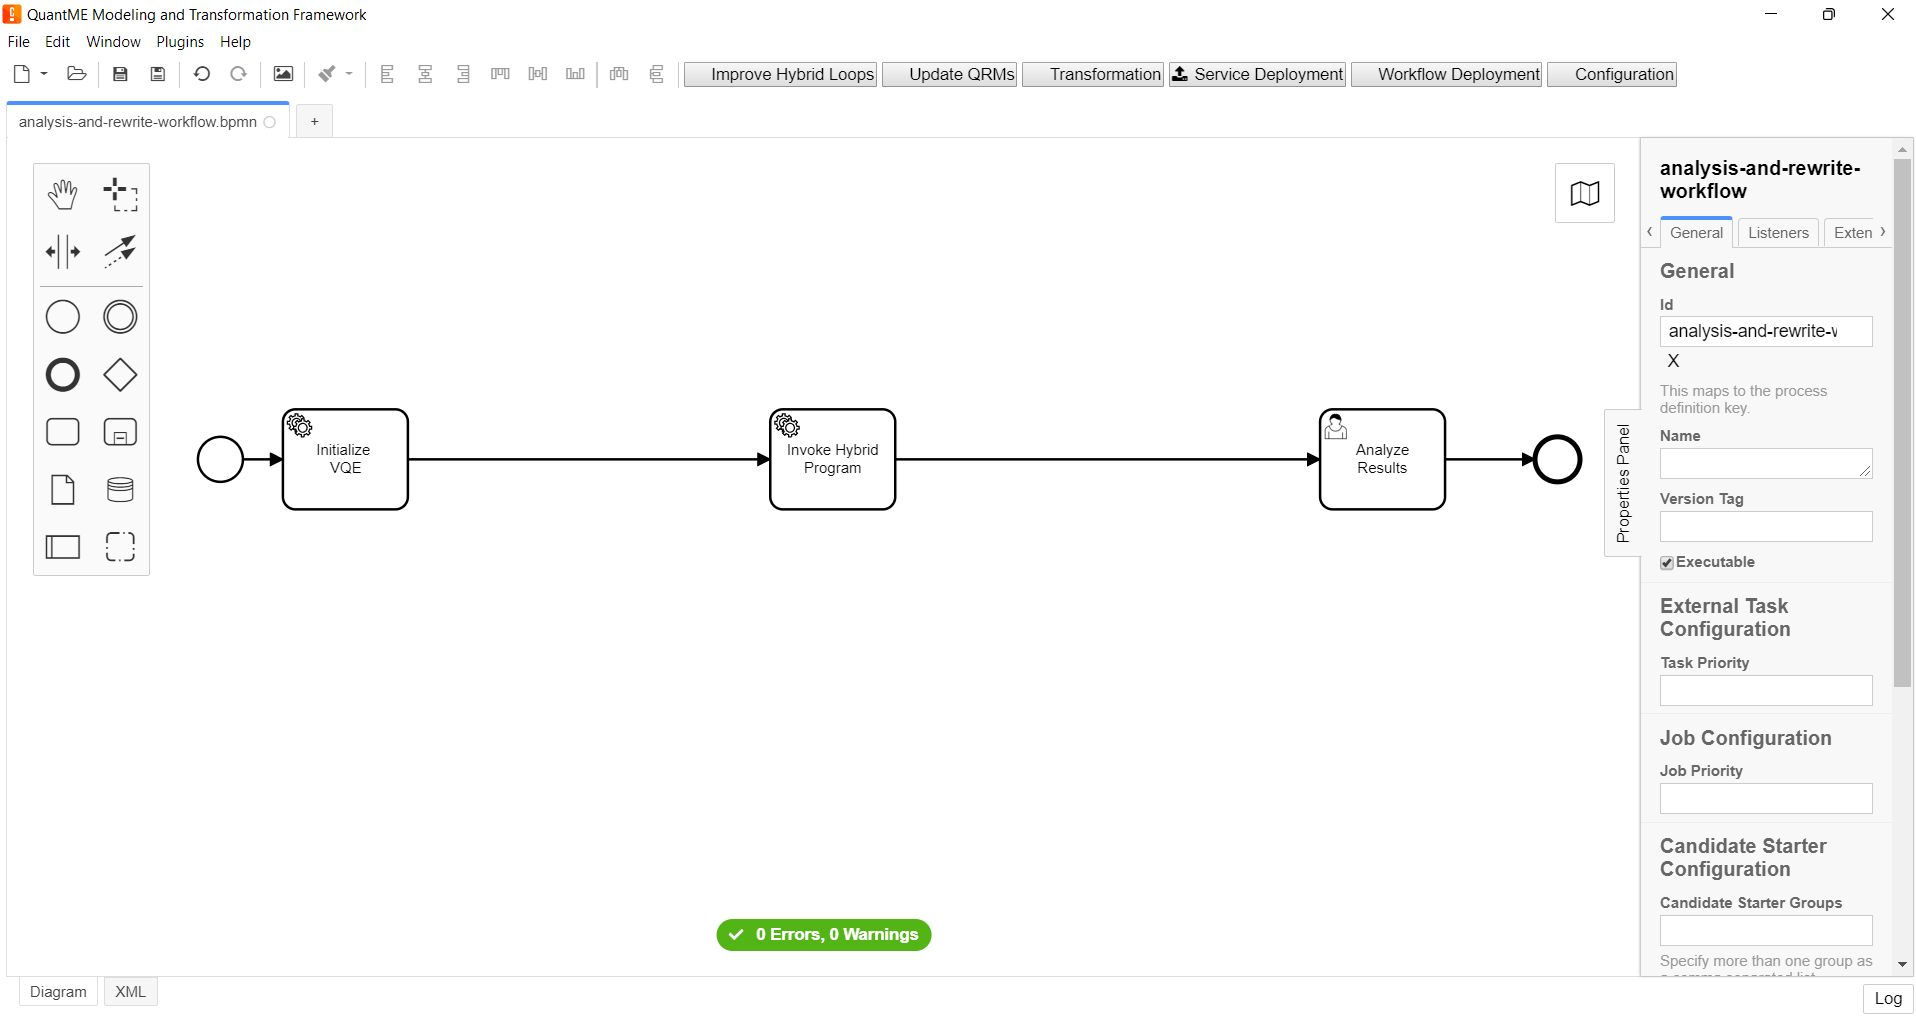 QuantME Modeling and Transformation Framework
File Edit Window Plugins Help
Improve Hybrid Loops Update QRMs Transformation Service Deployment Workflow Deployment Configuration
analysis-and-rewrite-workflow.bpmn
+
analysis-and-rewrite-
workflow
General Listeners Exten
General
Id
analysis-and-rewrite-v
X
This maps to the process
definition key.
Name
Version Tag
Executable
External Task
Configuration
Task Priority
Job Configuration
Job Priority
Candidate Starter
Configuration
Candidate Starter Groups
Specify more than one group as
Properties Panel
Initialize
VQE
Invoke Hybrid
Program
Analyze
Results
0 Errors, 0 Warnings
Diagram XML
Log